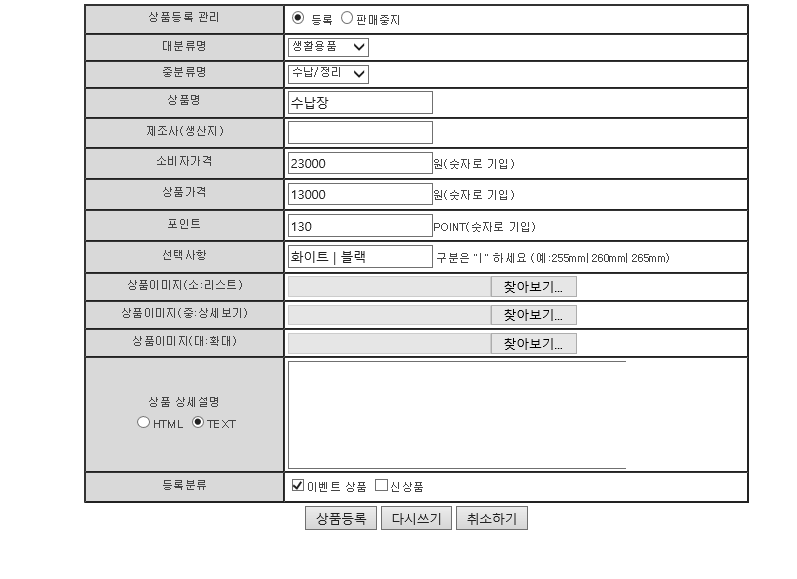 상품등록 관리 등록 판매중지
대분류명 생활용품
중분류명 수납/정리
상품명 수납장
제조사(생산지)
소비자가격 23000 원(숫자로 기입)
상품가격 13000 원(숫자로 기입)
포인트 130 POINT(숫자로 기입)
선택사항 화이트 | 블랙 구분은 "|" 하세요 (예:255mm| 260mm| 265mm)
상품이미지(소:리스트) 찾아보기...
상품이미지(중:상세보기) 찾아보기...
상품이미지(대:확대) 찾아보기...
상품 상세설명
HTML TEXT
등록분류 이벤트 상품 신상품
상품등록 다시쓰기 취소하기